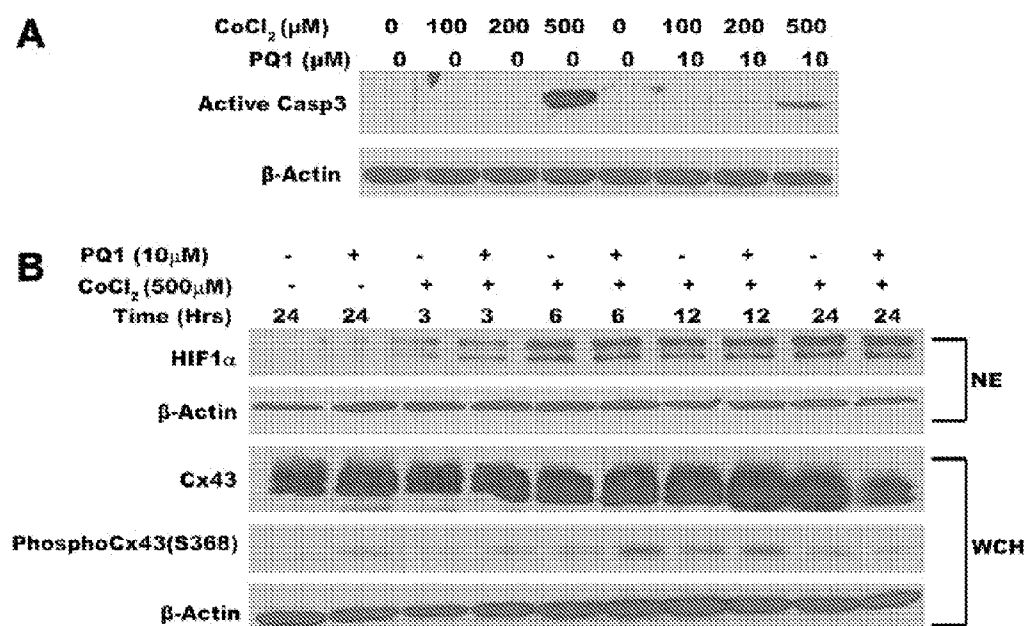 A
CoCl2 (µM) 0 100 200 500 0 100 200 500
PQ1 (µM) 0 0 0 0 0 10 10 10
Active Casp3
β-Actin
B
PQ1 (10µM) - + - + - + - + - +
CoCl2 (500µM) - - + + + + + + + +
Time (Hrs) 24 24 3 3 6 6 12 12 24 24
HIF1α
NE
β-Actin
Cx43
PhosphoCx43(S368)
WCH
β-Actin